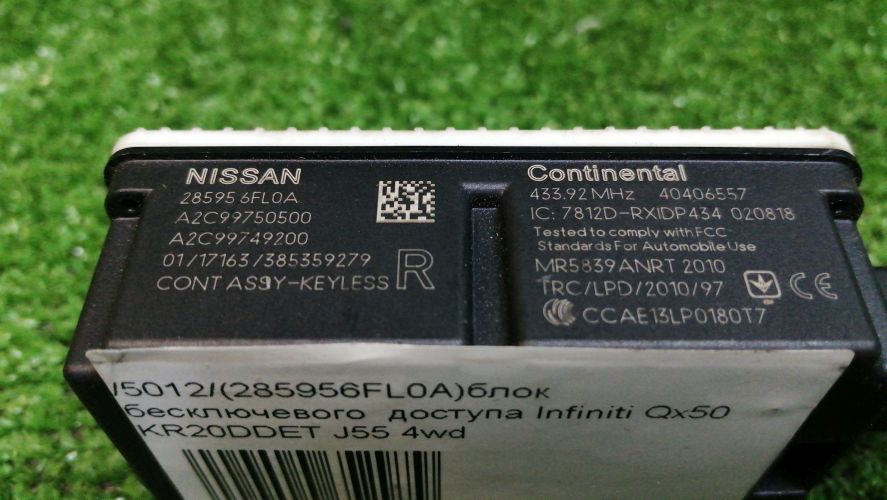 NISSAN
28595 6FL0A
A2C99750500
A2C99749200
01/17163/385359279
CONT ASSY-KEYLESS R
Continental
433.92 MHz 40406557
IC: 7812D-RXIDP434 020818
Tested to comply with FCC
Standards For Automobile Use
MR5839ANRT 2010
TRC/LPD/2010/97 CE
CCAE13LP0180T7
/5012/(285956FL0A)блок
бесключевого доступа Infiniti Qx50
KR20DDET J55 4wd